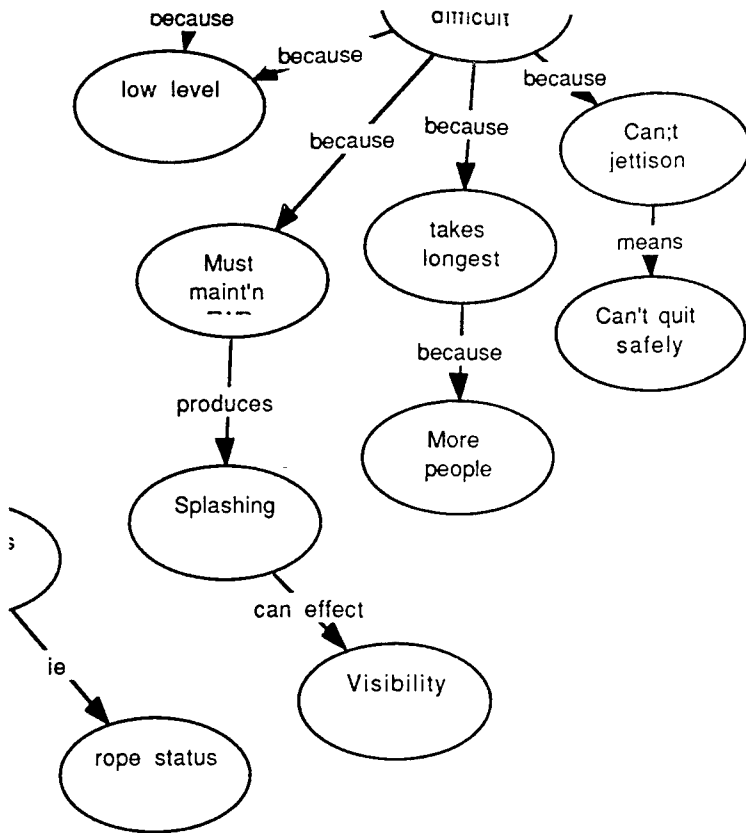 because
difficult
because
low level
because
because
because
Can;t
jettison
means
Can't quit
safely
takes
longest
because
More
people
Must
maint'n
produces
Splashing
can effect
Visibility
s
ie
rope status